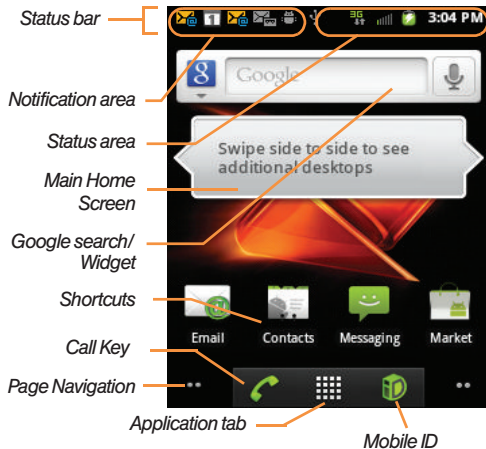 Status bar
3G
3:04 PM
1
8
Google
Notification area
Status area
Swipe side to side to see
additional desktops
Main Home
Screen
Google search/
Widget
Shortcuts
Email
Contacts
Messaging
Market
Call Key
Page Navigation
Application tab
Mobile ID